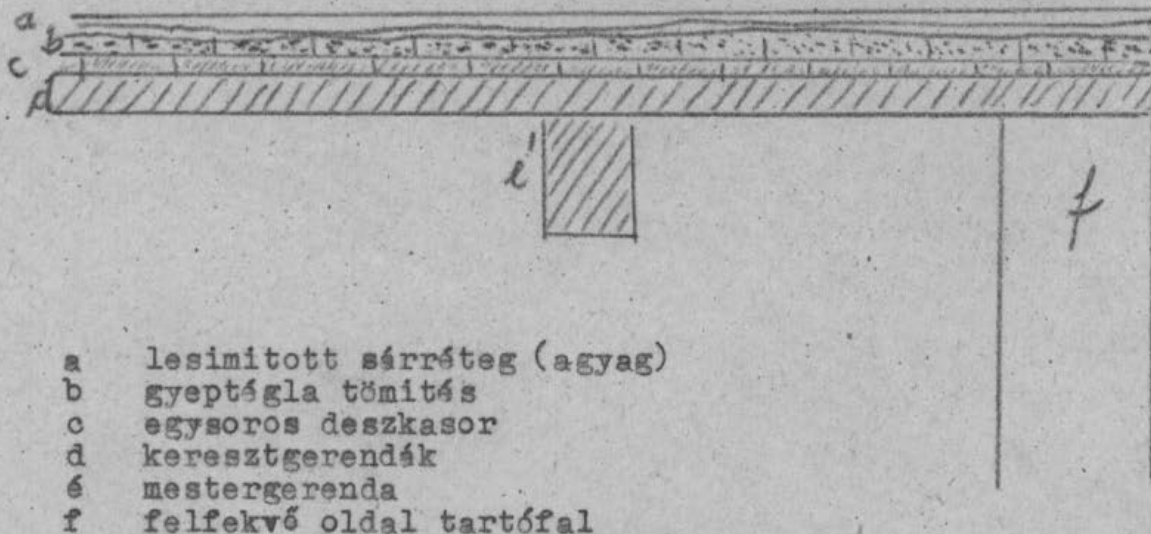 a
b
c
d
é
f
a lesimitott sárréteg (agyag)
b gyeptégla tömités
c egysoros deszkasor
d keresztgerendák
é mestergerenda
f felfekvő oldal tartófal